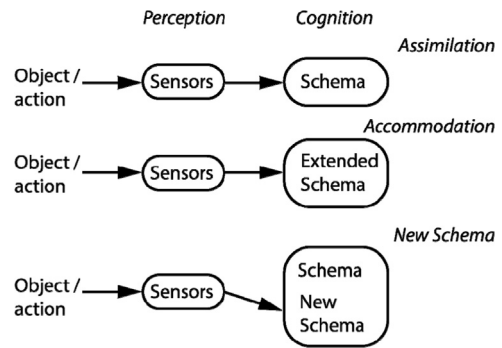 Perception Cognition
Assimilation
Object / action Sensors Schema
Accommodation
Object / action Sensors Extended Schema
New Schema
Object / action Sensors Schema
New Schema